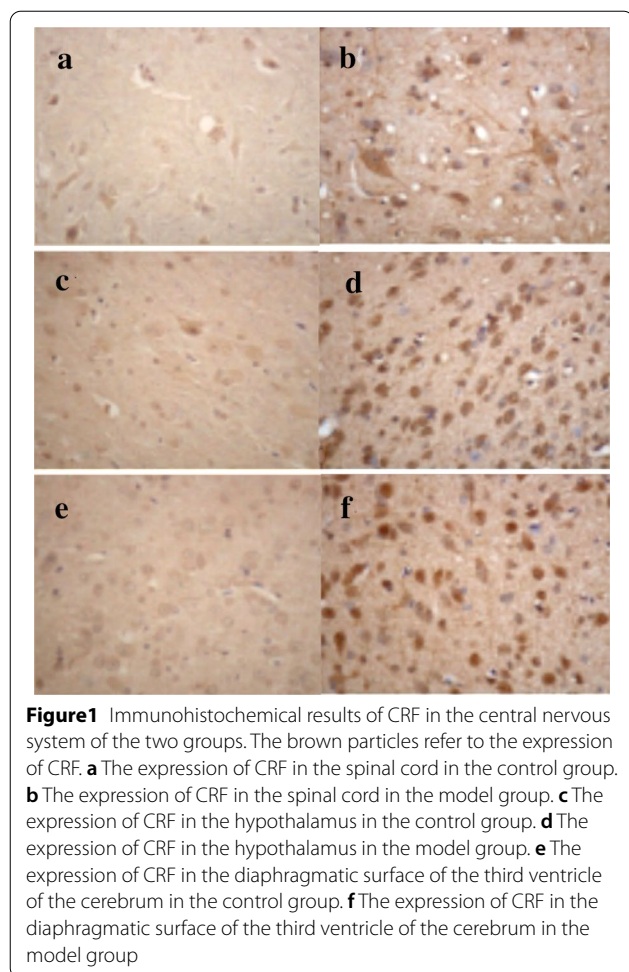 a
b
c
d
e
f
Figure1 Immunohistochemical results of CRF in the central nervous
system of the two groups. The brown particles refer to the expression
of CRF. a The expression of CRF in the spinal cord in the control group.
b The expression of CRF in the spinal cord in the model group. c The
expression of CRF in the hypothalamus in the control group. d The
expression of CRF in the hypothalamus in the model group. e The
expression of CRF in the diaphragmatic surface of the third ventricle
of the cerebrum in the control group. f The expression of CRF in the
diaphragmatic surface of the third ventricle of the cerebrum in the
model group